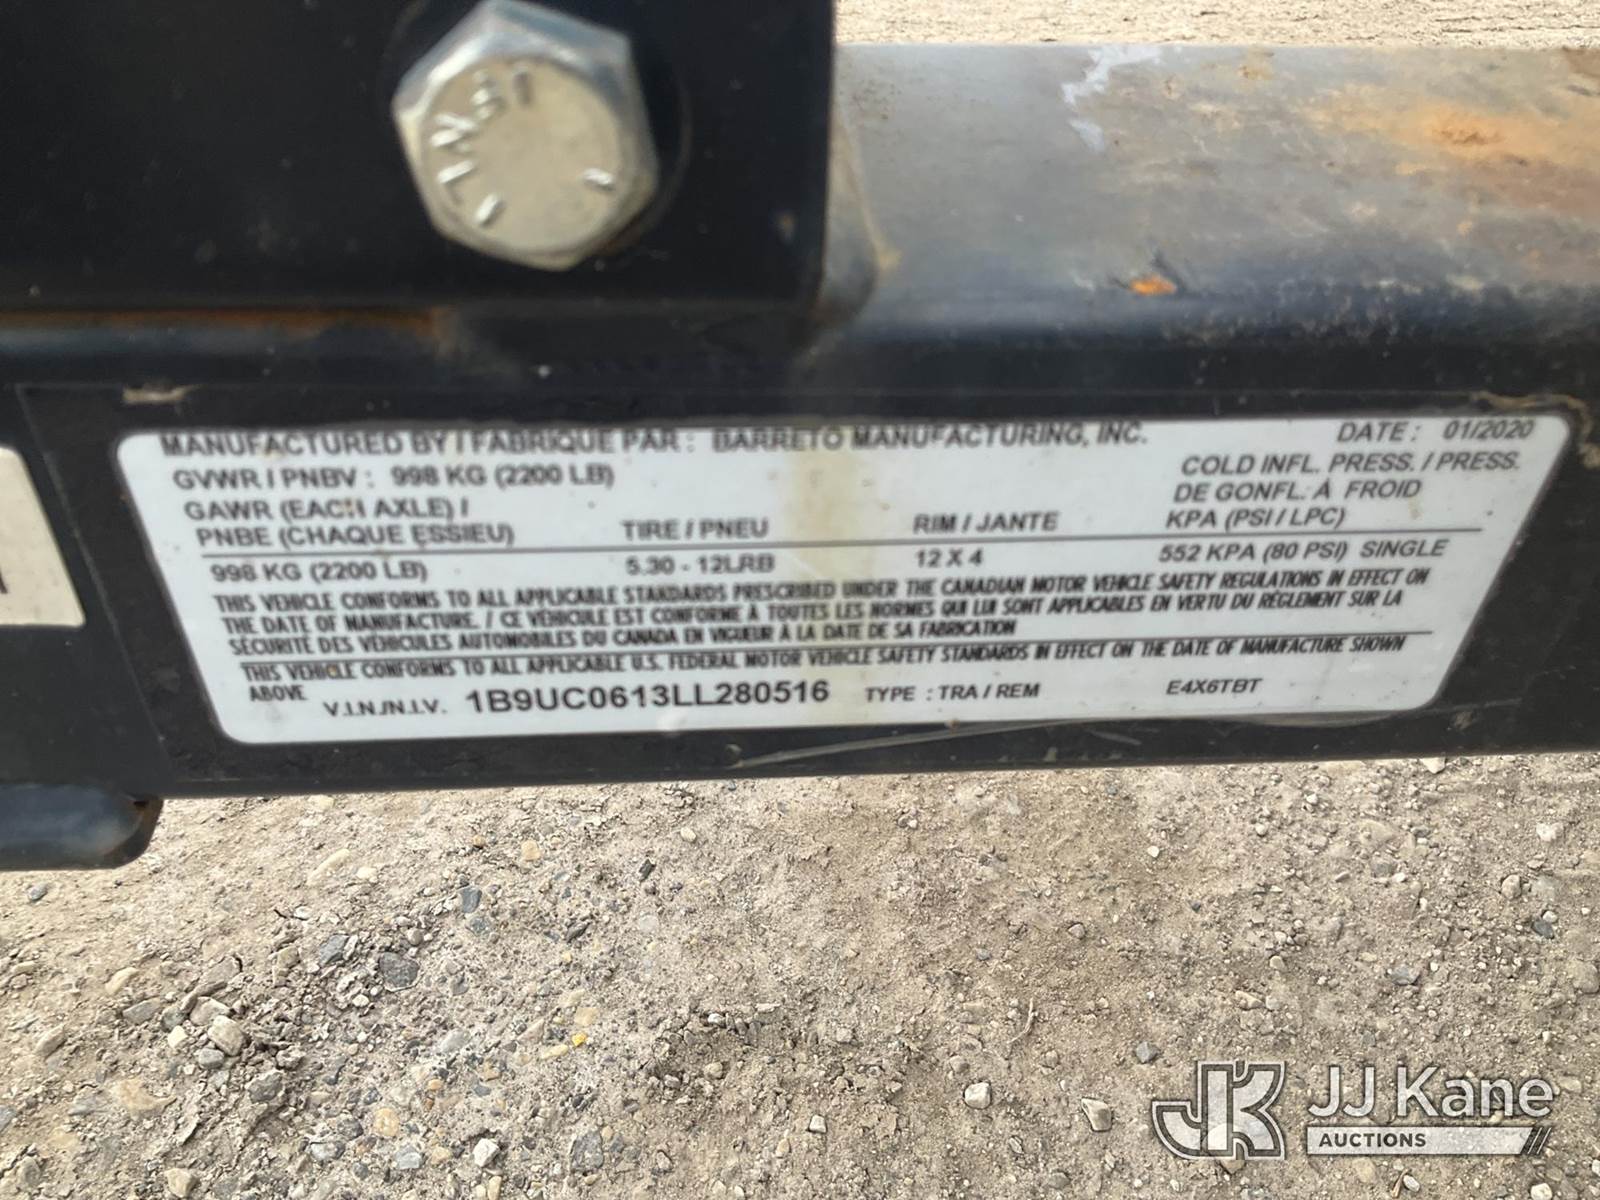 MANUFACTURED BY / FABRIQUE PAR : BARRETO MANUFACTURING, INC. DATE : 01/2020
GVWR / PNBV : 998 KG (2200 LB)
COLD INFL. PRESS. / PRESS.
DE GONFL. À FROID
KPA (PSI / LPC)
GAWR (EACH AXLE) /
PNBE (CHAQUE ESSIEU) TIRE / PNEU RIM / JANTE
998 KG (2200 LB) 5.30 - 12LRB 12 X 4 552 KPA (80 PSI) SINGLE
THIS VEHICLE CONFORMS TO ALL APPLICABLE STANDARDS PRESCRIBED UNDER THE CANADIAN MOTOR VEHICLE SAFETY REGULATIONS IN EFFECT ON
THE DATE OF MANUFACTURE. / CE VÉHICULE EST CONFORME À TOUTES LES NORMES QUI LUI SONT APPLICABLES EN VERTU DU RÈGLEMENT SUR LA
SÉCURITÉ DES VÉHICULES AUTOMOBILES DU CANADA EN VIGUEUR À LA DATE DE SA FABRICATION
THIS VEHICLE CONFORMS TO ALL APPLICABLE U.S. FEDERAL MOTOR VEHICLE SAFETY STANDARDS IN EFFECT ON THE DATE OF MANUFACTURE SHOWN
ABOVE
V.I.N./N.I.V. 1B9UC0613LL280516 TYPE : TRA / REM E4X6TBT
JK JJ Kane
AUCTIONS